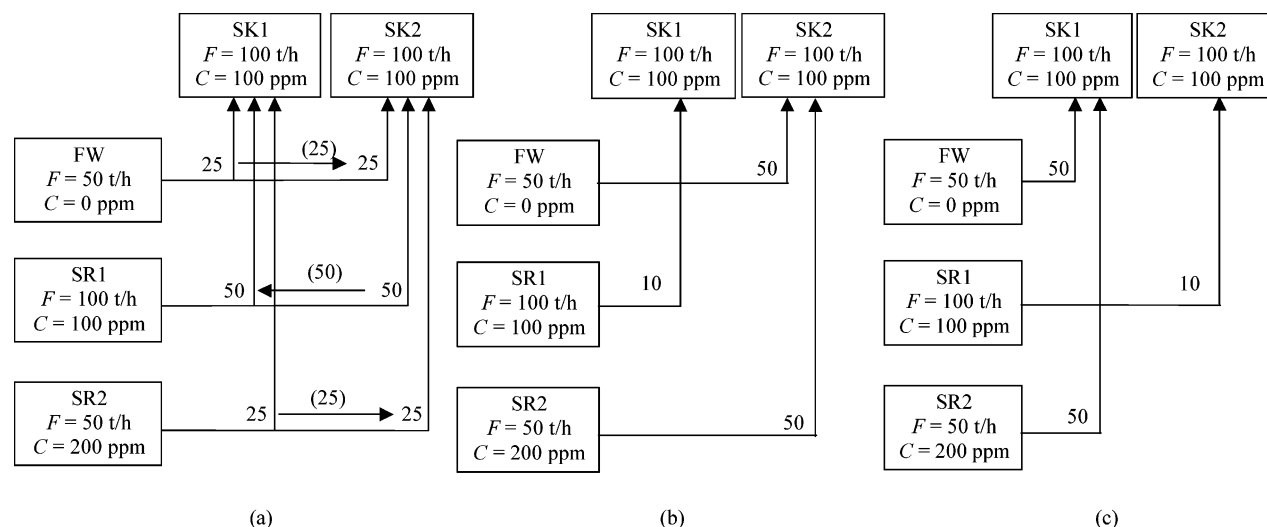 SK1
F = 100 t/h
C = 100 ppm
SK2
F = 100 t/h
C = 100 ppm
FW
F = 50 t/h
C = 0 ppm
25
(25)
25
SR1
F = 100 t/h
C = 100 ppm
50
(50)
50
SR2
F = 50 t/h
C = 200 ppm
25
(25)
25
(a)
SK1
F = 100 t/h
C = 100 ppm
SK2
F = 100 t/h
C = 100 ppm
FW
F = 50 t/h
C = 0 ppm
50
SR1
F = 100 t/h
C = 100 ppm
10
SR2
F = 50 t/h
C = 200 ppm
50
(b)
SK1
F = 100 t/h
C = 100 ppm
SK2
F = 100 t/h
C = 100 ppm
FW
F = 50 t/h
C = 0 ppm
50
SR1
F = 100 t/h
C = 100 ppm
10
SR2
F = 50 t/h
C = 200 ppm
50
(c)